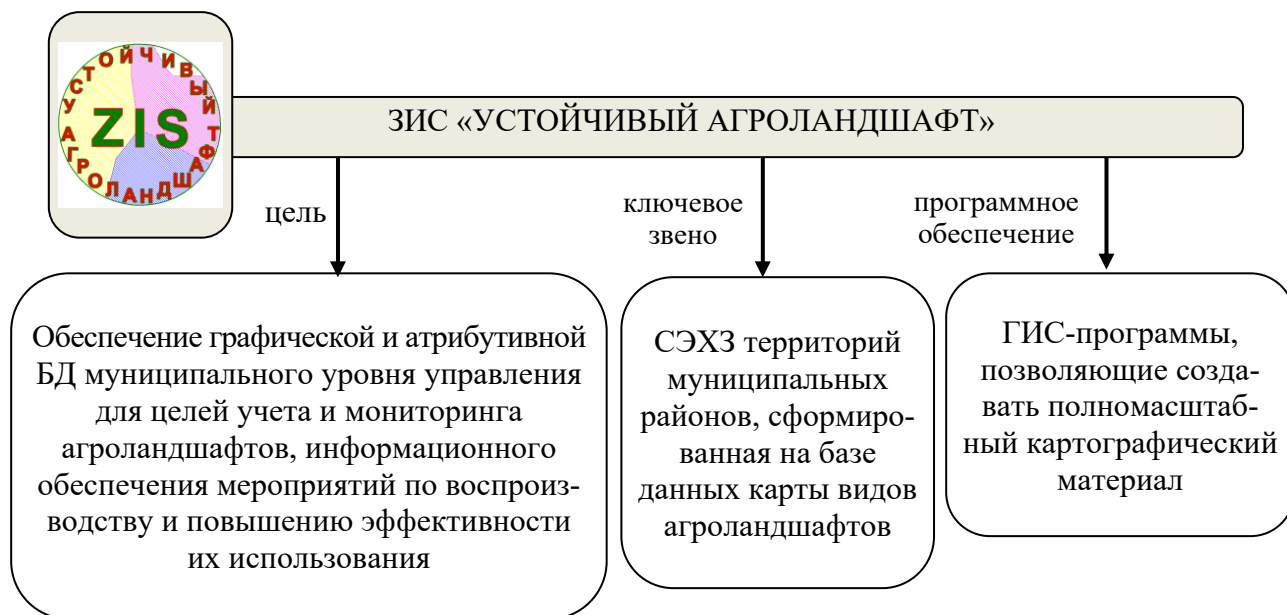 УСТОЙЧИВЫЙ АГРОЛАНДШАФТ
ZIS
ЗИС «УСТОЙЧИВЫЙ АГРОЛАНДШАФТ»
цель
ключевое
звено
программное
обеспечение
Обеспечение графической и атрибутивной
БД муниципального уровня управления
для целей учета и мониторинга
агроландшафтов, информационного
обеспечения мероприятий по воспроиз-
водству и повышению эффективности
их использования
СЭХЗ территорий
муниципальных
районов, сформиро-
ванная на базе
данных карты видов
агроландшафтов
ГИС-программы,
позволяющие созда-
вать полномасштаб-
ный картографический
материал